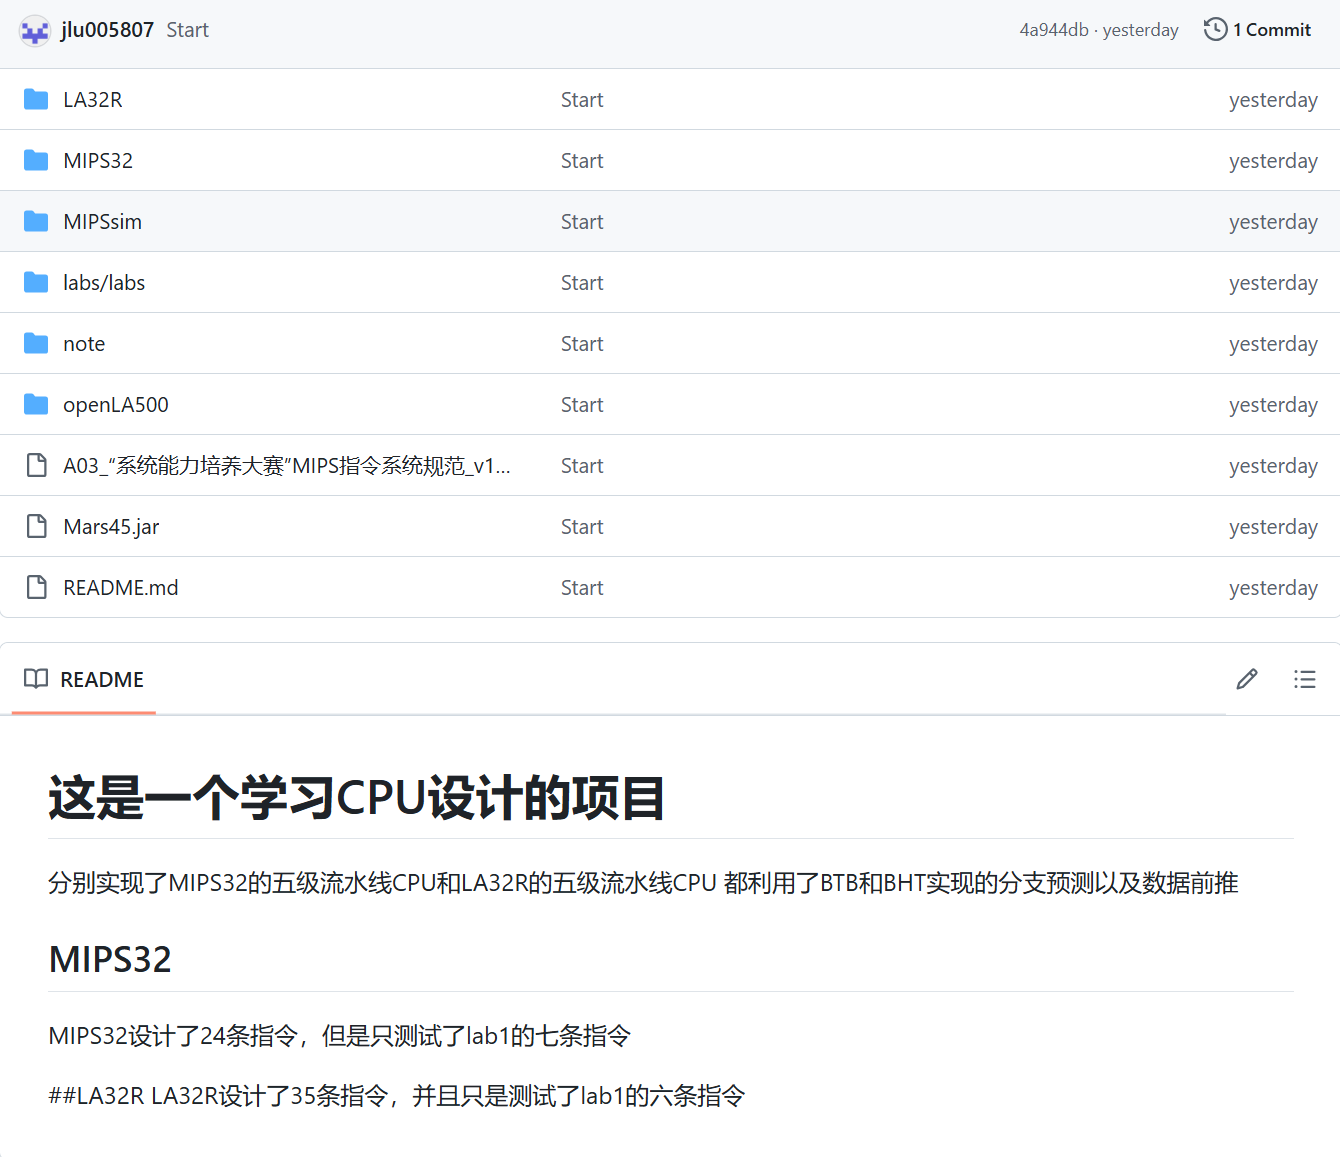 jlu005807 Start 4a944db · yesterday 1 Commit
LA32R Start yesterday
MIPS32 Start yesterday
MIPSsim Start yesterday
labs/labs Start yesterday
note Start yesterday
openLA500 Start yesterday
A03_“系统能力培养大赛”MIPS指令系统规范_v1... Start yesterday
Mars45.jar Start yesterday
README.md Start yesterday
README
这是一个学习CPU设计的项目
分别实现了MIPS32的五级流水线CPU和LA32R的五级流水线CPU 都利用了BTB和BHT实现的分支预测以及数据前推
MIPS32
MIPS32设计了24条指令，但是只测试了lab1的七条指令
##LA32R LA32R设计了35条指令，并且只是测试了lab1的六条指令